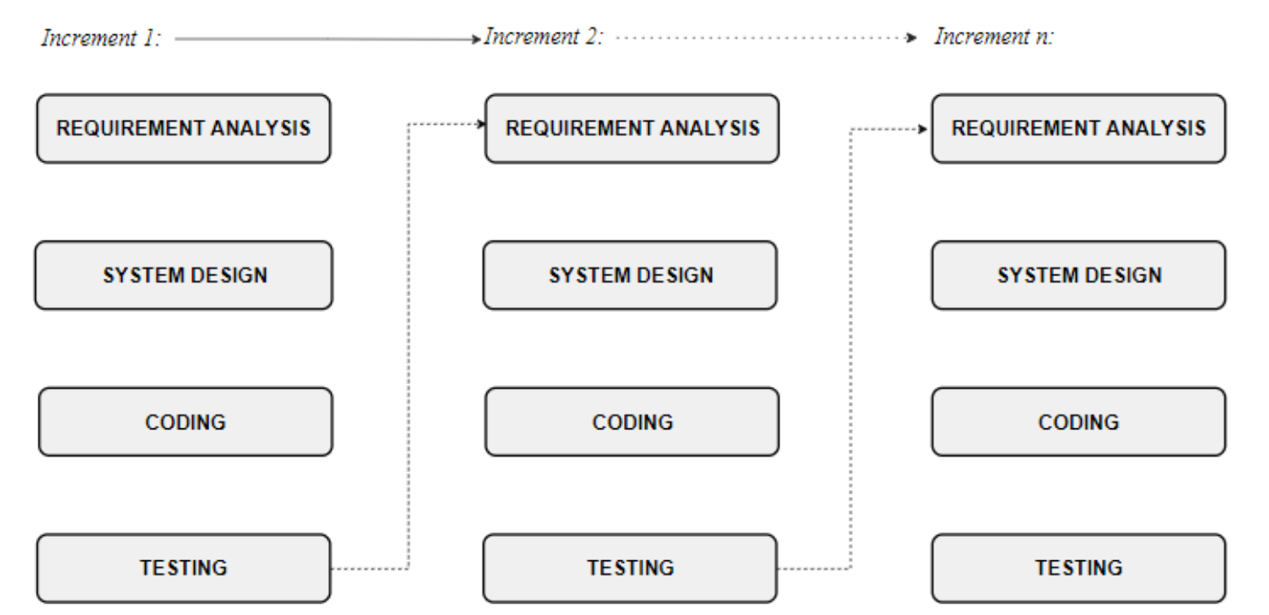 Increment 1:
Increment 2:
Increment n:
REQUIREMENT ANALYSIS
REQUIREMENT ANALYSIS
REQUIREMENT ANALYSIS
SYSTEM DESIGN
SYSTEM DESIGN
SYSTEM DESIGN
CODING
CODING
CODING
TESTING
TESTING
TESTING